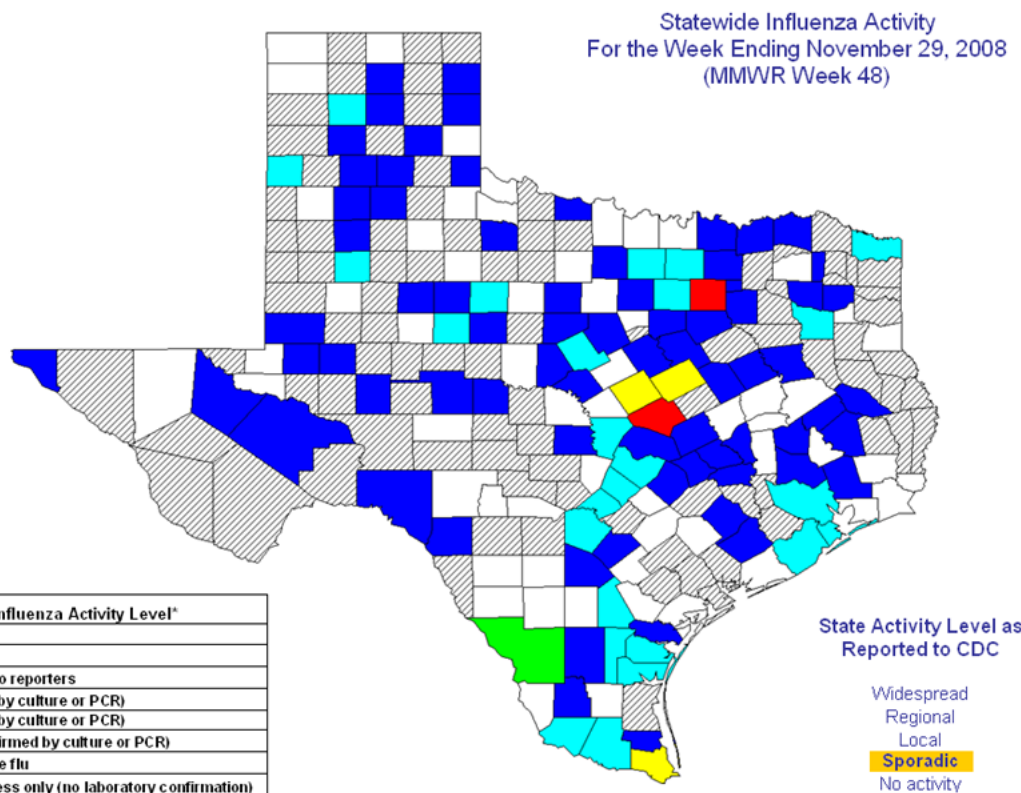 Statewide Influenza Activity
For the Week Ending November 29, 2008
(MMWR Week 48)
nfluenza Activity Level*
o reporters
by culture or PCR)
by culture or PCR)
irmed by culture or PCR)
e flu
ess only (no laboratory confirmation)
State Activity Level as
Reported to CDC
Widespread
Regional
Local
Sporadic
No activity